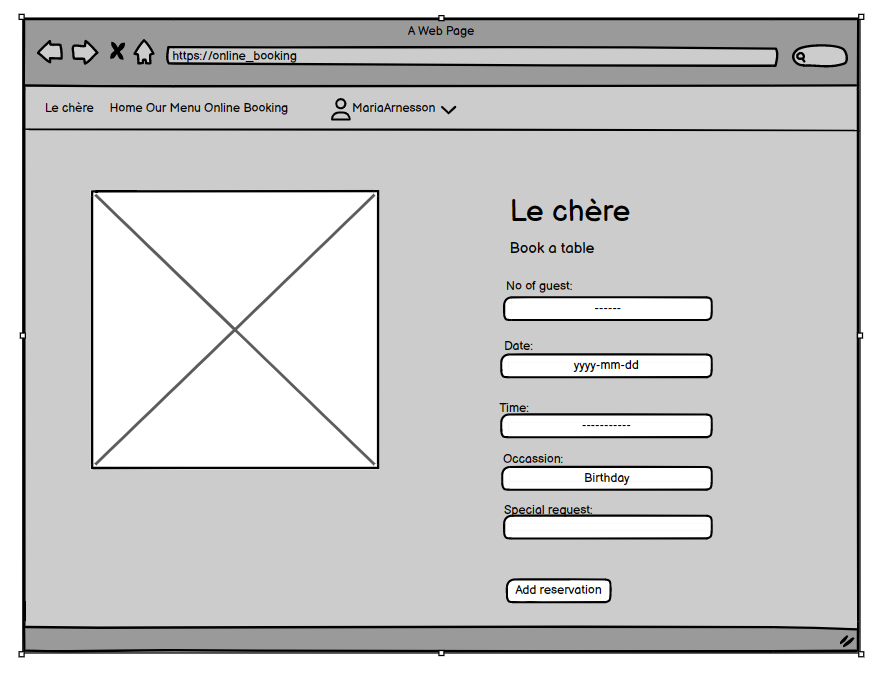 A Web Page
https://online_booking
Le chère Home Our Menu Online Booking MariaArnesson
Le chère
Book a table
No of guest:
------
Date:
yyyy-mm-dd
Time:
-----------
Occassion:
Birthday
Special request:
Add reservation